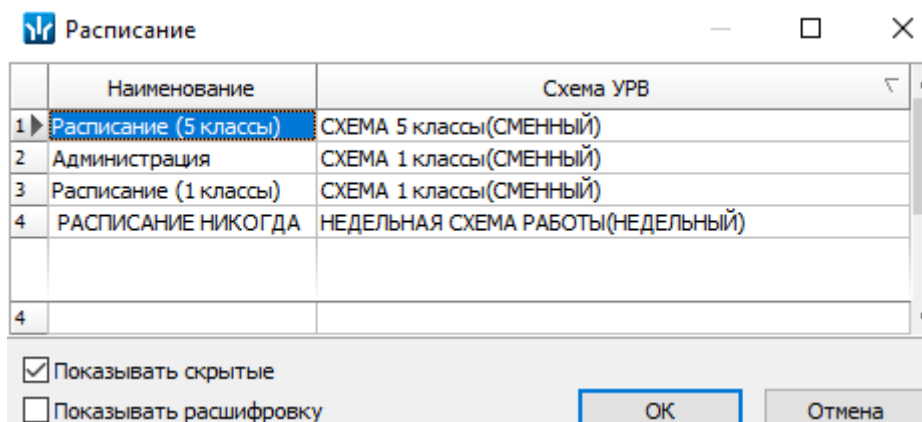 Расписание
Наименование Схема УРВ
1 Расписание (5 классы) СХЕМА 5 классы(СМЕННЫЙ)
2 Администрация СХЕМА 1 классы(СМЕННЫЙ)
3 Расписание (1 классы) СХЕМА 1 классы(СМЕННЫЙ)
4 РАСПИСАНИЕ НИКОГДА НЕДЕЛЬНАЯ СХЕМА РАБОТЫ(НЕДЕЛЬНЫЙ)
4
Показывать скрытые
Показывать расшифровку ОК Отмена